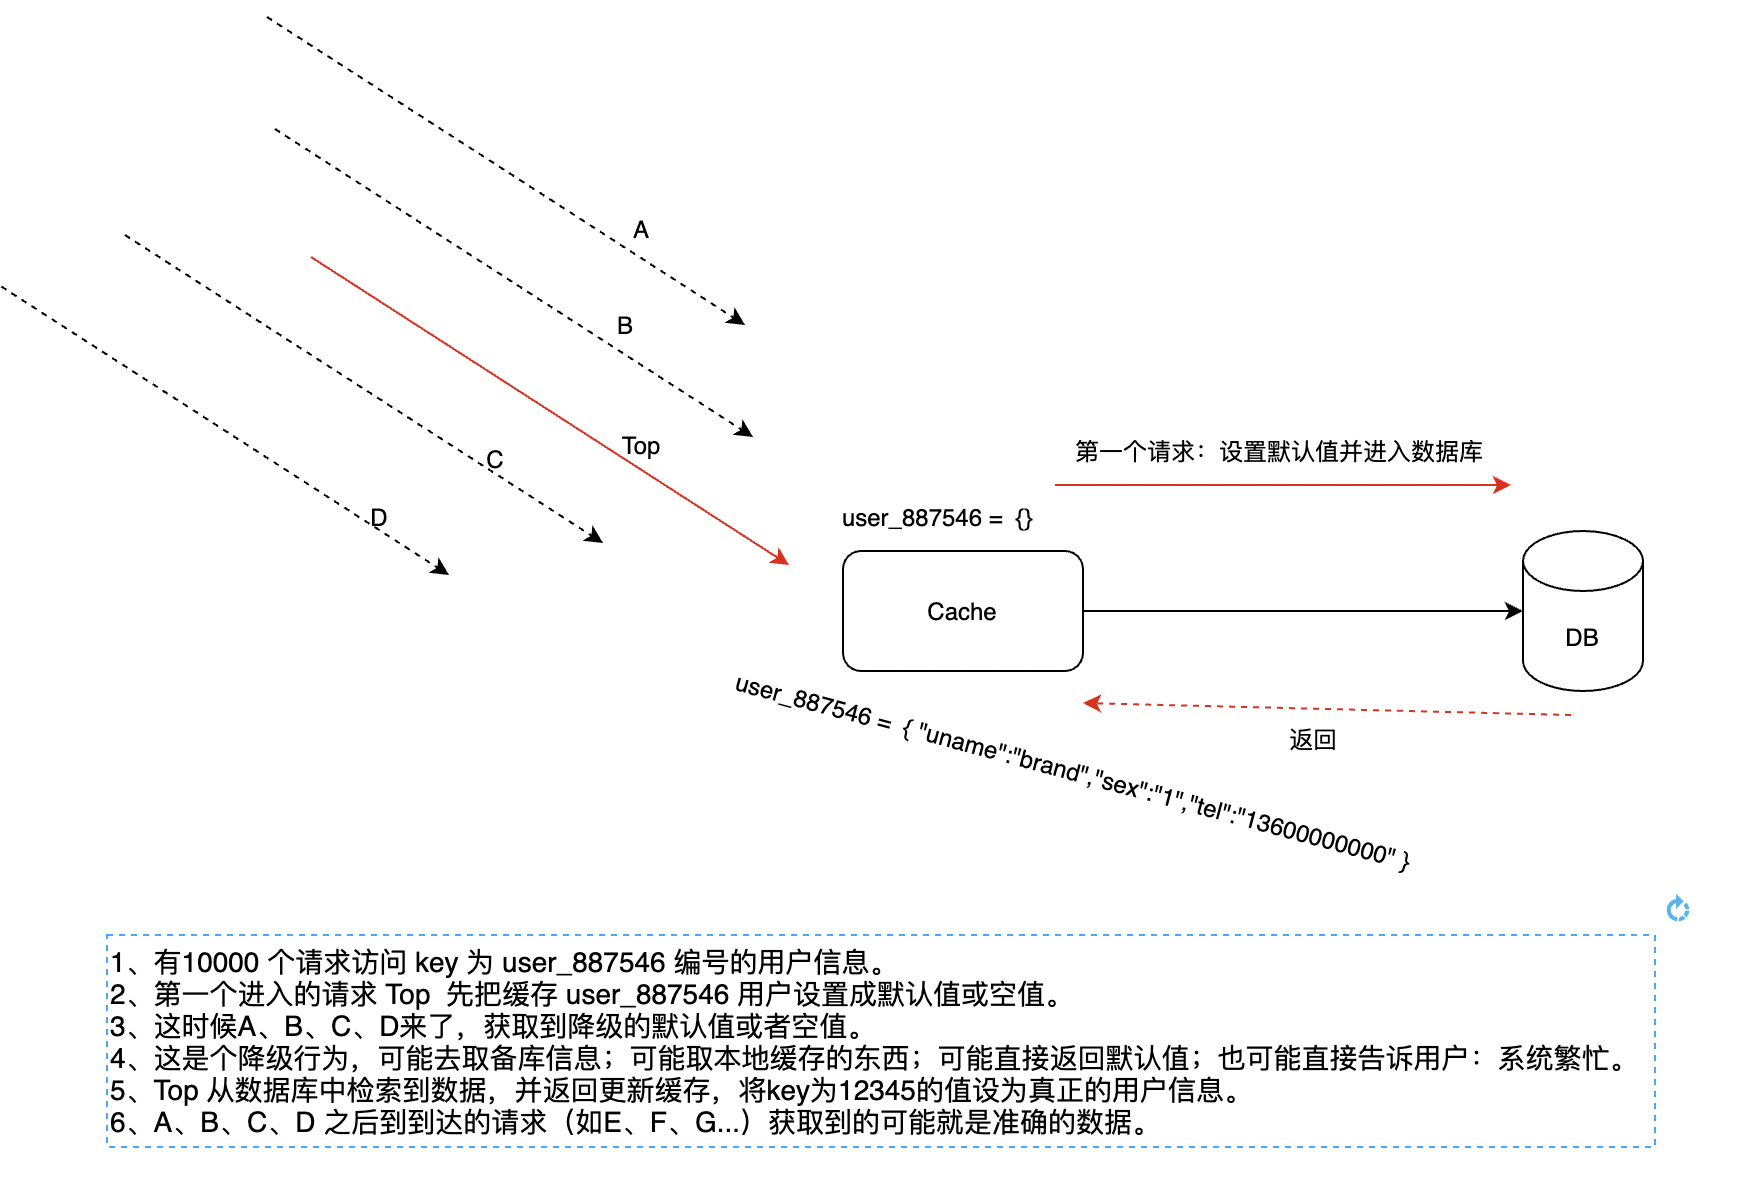 A
B
Top
C
D
第一个请求：设置默认值并进入数据库
user_887546 = {}
Cache
DB
返回
user_887546 = { "uname":"brand","sex":"1","tel":"13600000000" }
1、有10000 个请求访问 key 为 user_887546 编号的用户信息。
2、第一个进入的请求 Top 先把缓存 user_887546 用户设置成默认值或空值。
3、这时候A、B、C、D来了，获取到降级的默认值或者空值。
4、这是个降级行为，可能去取备库信息；可能取本地缓存的东西；可能直接返回默认值；也可能直接告诉用户：系统繁忙。
5、Top 从数据库中检索到数据，并返回更新缓存，将key为12345的值设为真正的用户信息。
6、A、B、C、D 之后到到达的请求（如E、F、G...）获取到的可能就是准确的数据。